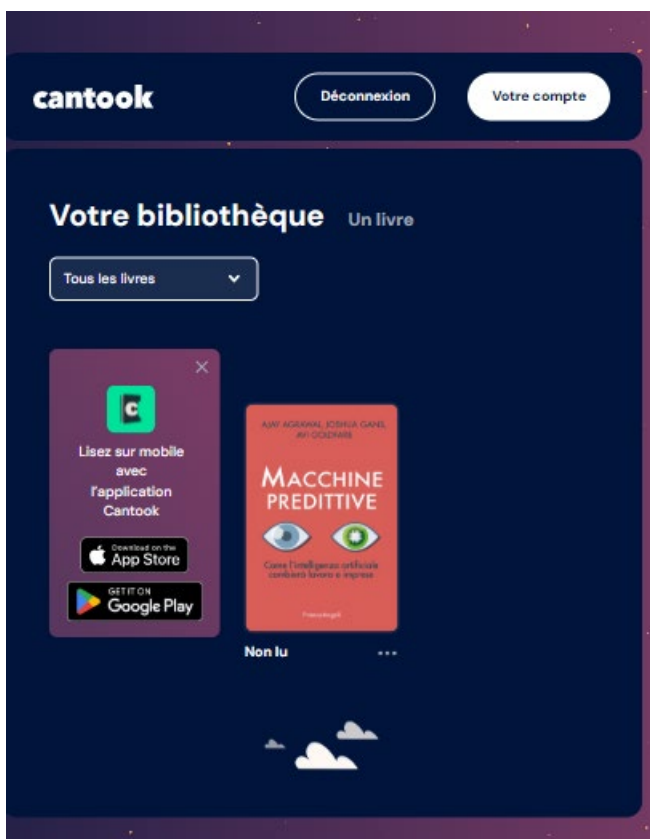 cantook
Déconnexion
Votre compte
Votre bibliothèque
Un livre
Tous les livres
Lisez sur mobile
avec
l'application
Cantook
Download on the
App Store
GET IT ON
Google Play
AJAY AGRAWAL, JOSHUA GANS,
AVI GOLDFARB
MACCHINE
PREDITTIVE
Come l'intelligenza artificiale
cambierà lavoro e imprese
FrancoAngeli
Non lu